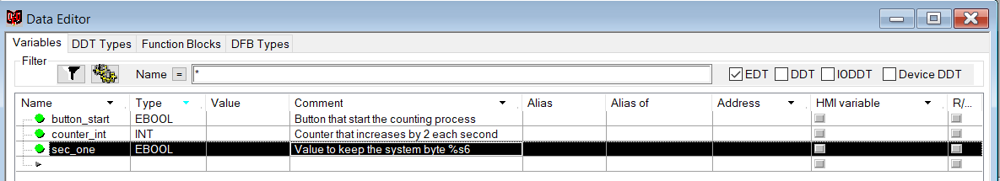 Data Editor
Variables DDT Types Function Blocks DFB Types
Filter
Name = * EDT DDT IODDT Device DDT
Name Type Value Comment Alias Alias of Address HMI variable R/...
button_start EBOOL Button that start the counting process
counter_int INT Counter that increases by 2 each second
sec_one EBOOL Value to keep the system byte %s6